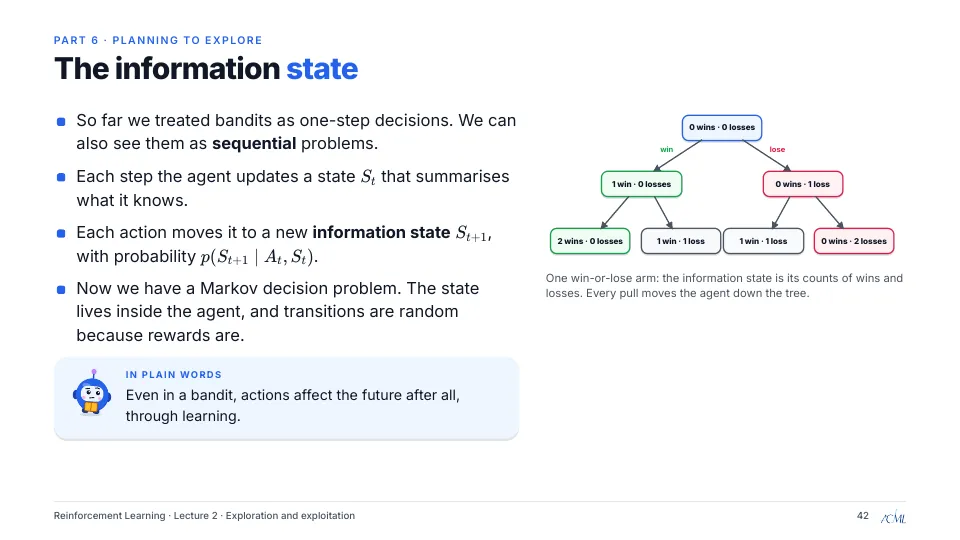 PART 6 · PLANNING TO EXPLORE
The information state
So far we treated bandits as one-step decisions. We can
also see them as sequential problems.
Each step the agent updates a state S_t that summarises
what it knows.
Each action moves it to a new information state S_{t+1},
with probability p(S_{t+1} | A_t, S_t).
Now we have a Markov decision problem. The state
lives inside the agent, and transitions are random
because rewards are.
IN PLAIN WORDS
Even in a bandit, actions affect the future after all,
through learning.
0 wins · 0 losses
win
lose
1 win · 0 losses
0 wins · 1 loss
2 wins · 0 losses
1 win · 1 loss
1 win · 1 loss
0 wins · 2 losses
One win-or-lose arm: the information state is its counts of wins and
losses. Every pull moves the agent down the tree.
Reinforcement Learning · Lecture 2 · Exploration and exploitation
42
ICML